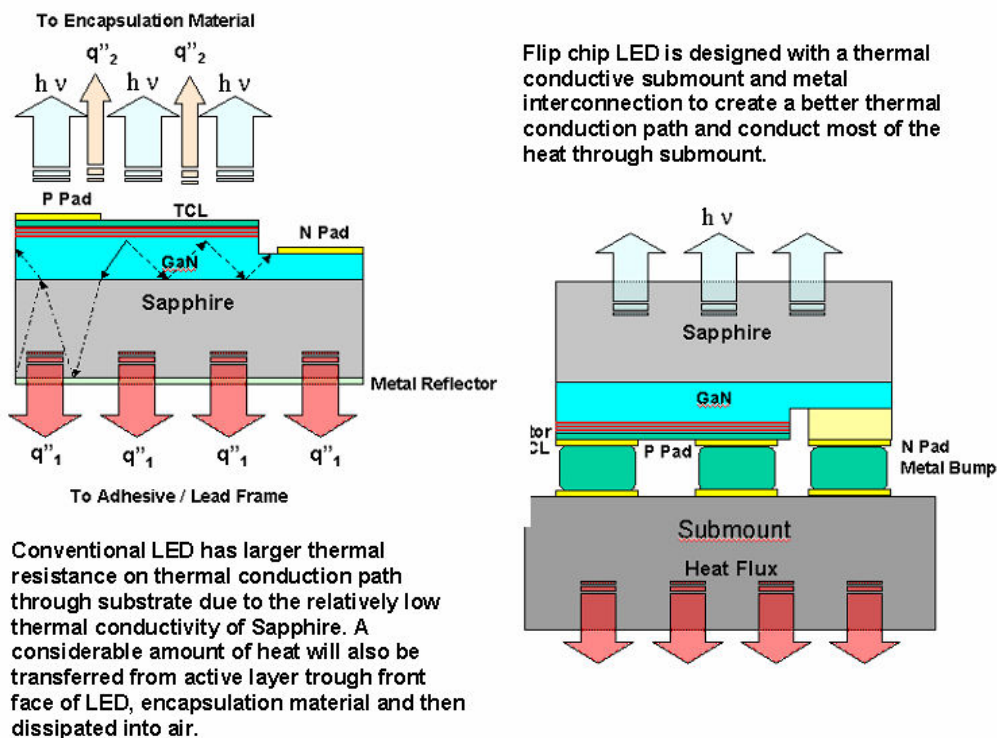 To Encapsulation Material
q”₂ q”₂
h ν h ν h ν
P Pad
TCL
N Pad
GaN
Sapphire
Metal Reflector
q”₁ q”₁ q”₁ q”₁
To Adhesive / Lead Frame
Conventional LED has larger thermal
resistance on thermal conduction path
through substrate due to the relatively low
thermal conductivity of Sapphire. A
considerable amount of heat will also be
transferred from active layer trough front
face of LED, encapsulation material and then
dissipated into air.
Flip chip LED is designed with a thermal
conductive submount and metal
interconnection to create a better thermal
conduction path and conduct most of the
heat through submount.
h ν
Sapphire
GaN
P Pad
N Pad
Metal Bump
Submount
Heat Flux